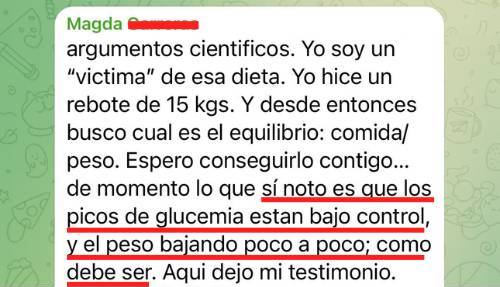 Magda
argumentos cientificos. Yo soy un
“victima” de esa dieta. Yo hice un
rebote de 15 kgs. Y desde entonces
busco cual es el equilibrio: comida/
peso. Espero conseguirlo contigo...
de momento lo que sí noto es que los
picos de glucemia estan bajo control,
y el peso bajando poco a poco; como
debe ser. Aqui dejo mi testimonio.